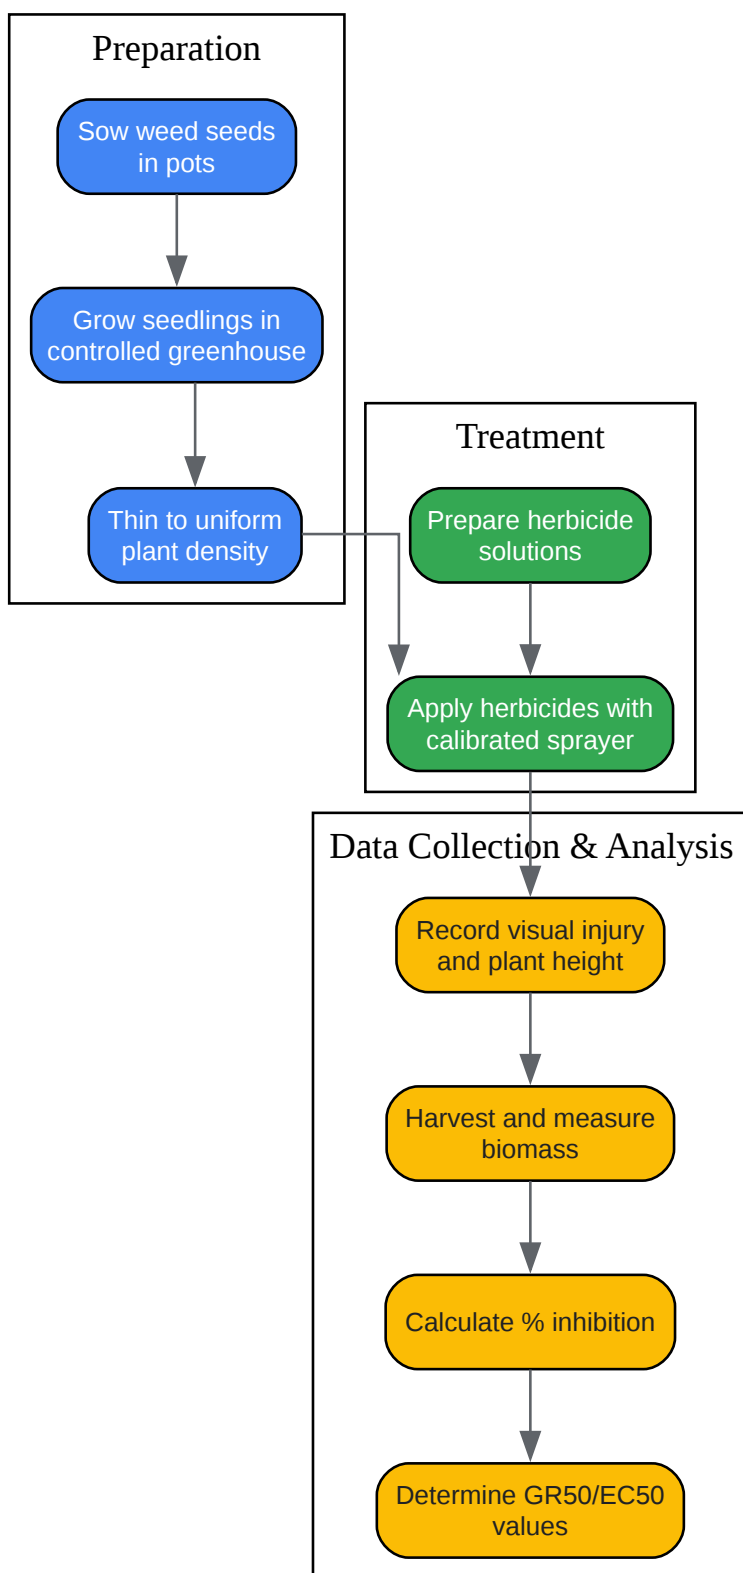 Preparation
Sow weed seeds
in pots
Grow seedlings in
controlled greenhouse
Thin to uniform
plant density
Treatment
Prepare herbicide
solutions
Apply herbicides with
calibrated sprayer
Data Collection & Analysis
Record visual injury
and plant height
Harvest and measure
biomass
Calculate % inhibition
Determine GR50/EC50
values